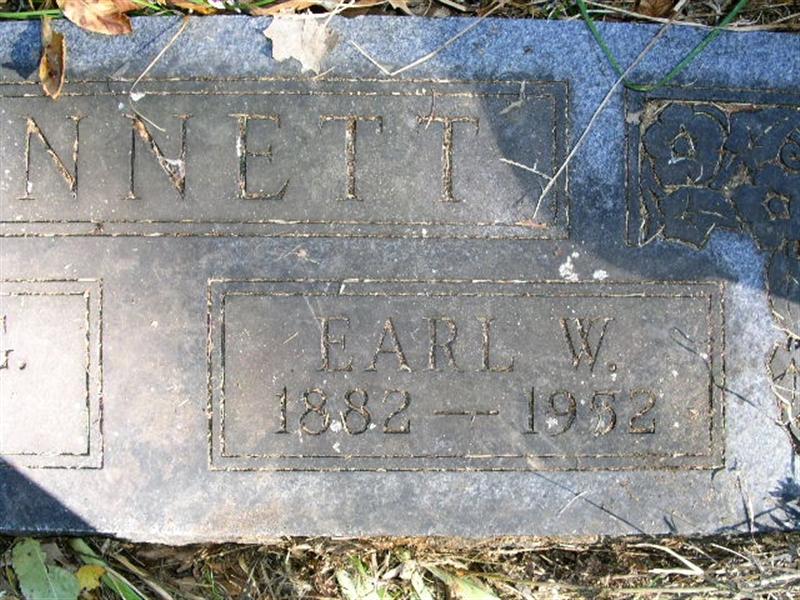 NNETT
G.
EARL W.
1882 — 1952